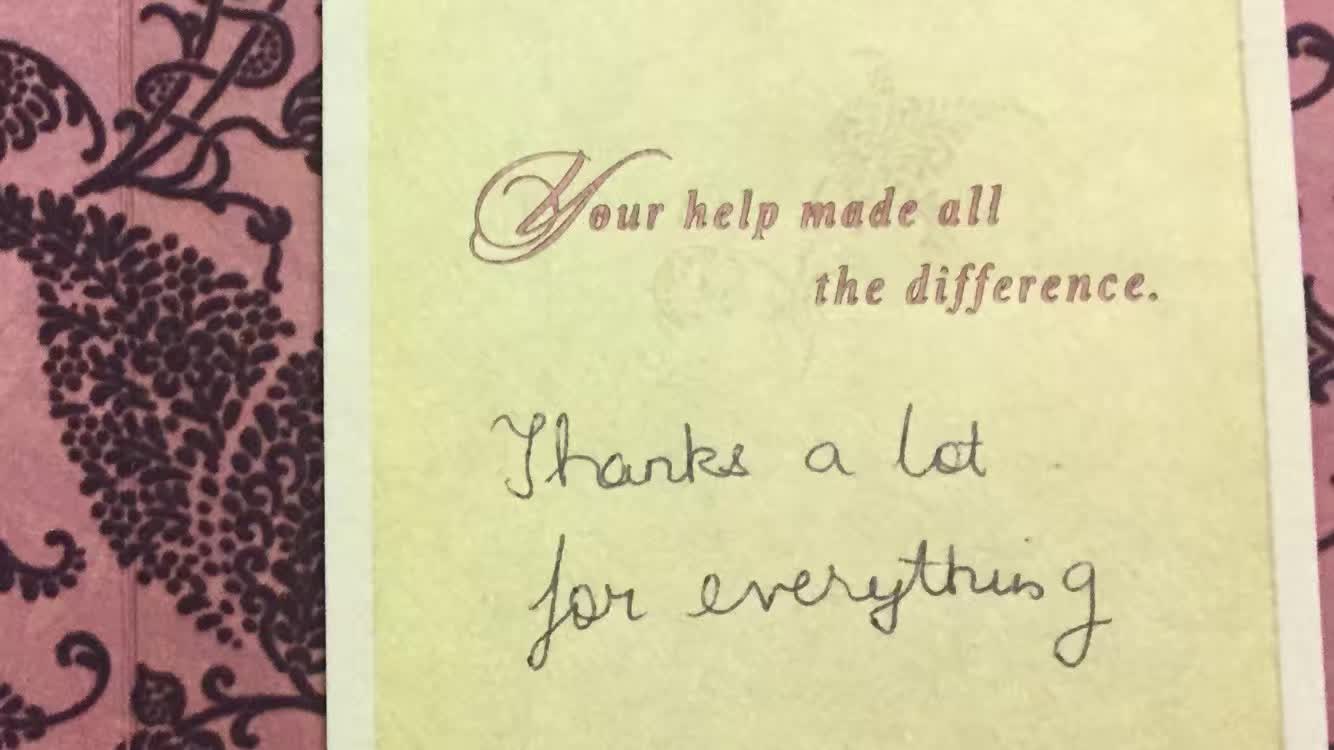 Your help made all
the difference.
Thanks a lot
for everything